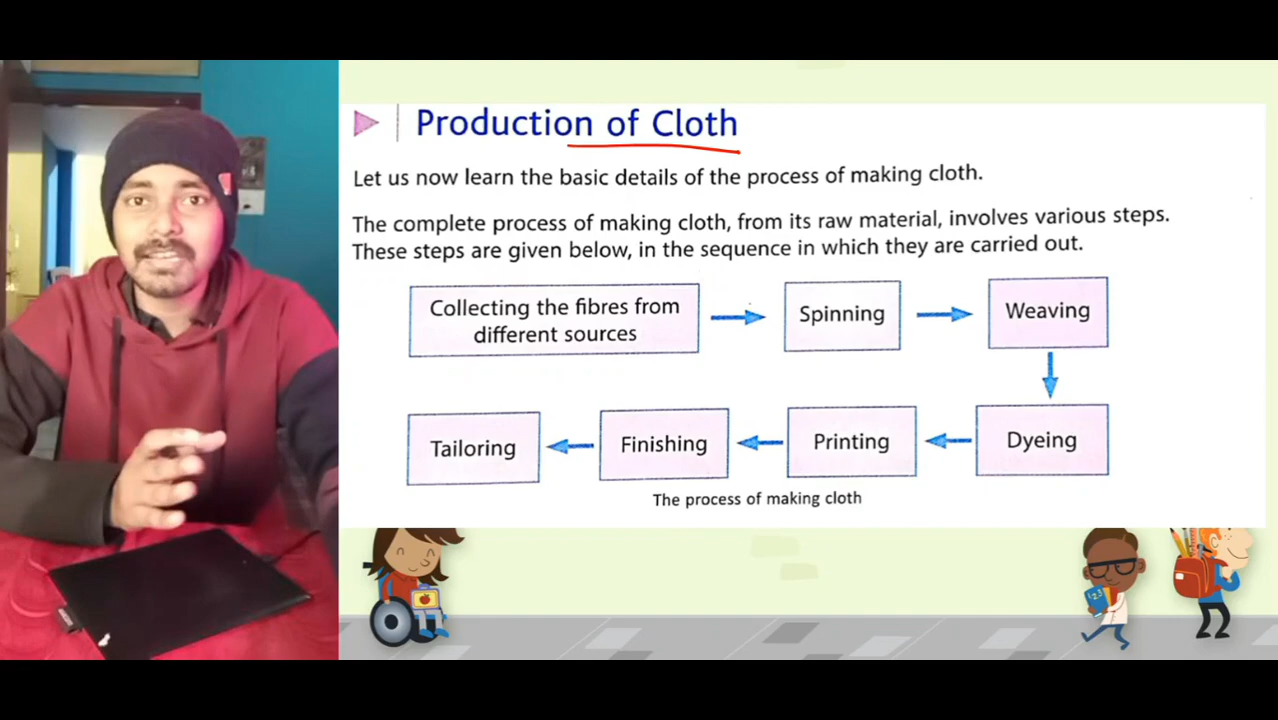 Production of Cloth
Let us now learn the basic details of the process of making cloth.
The complete process of making cloth, from its raw material, involves various steps.
These steps are given below, in the sequence in which they are carried out.
Collecting the fibres from
different sources
Spinning
Weaving
Dyeing
Printing
Finishing
Tailoring
The process of making cloth